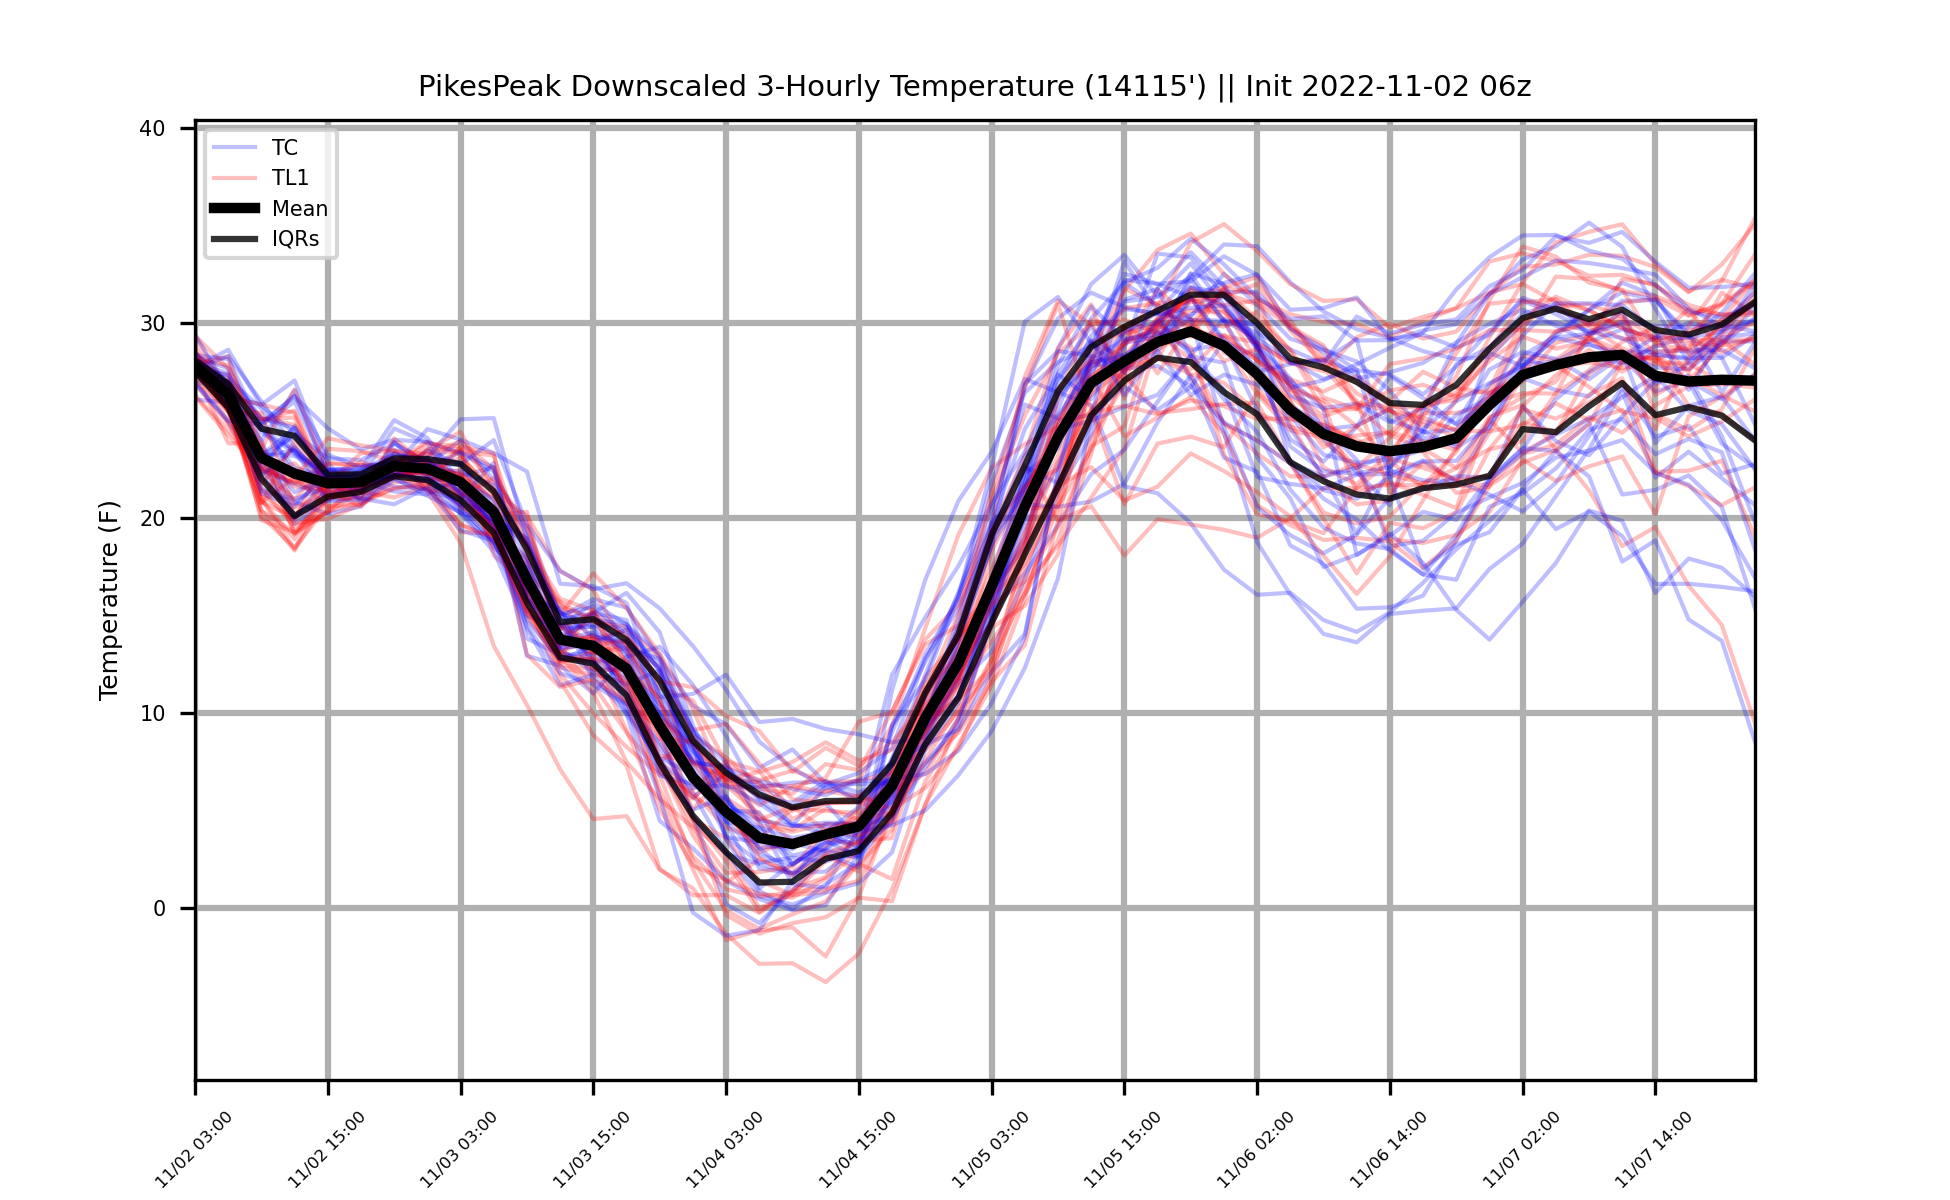 PikesPeak Downscaled 3-Hourly Temperature (14115') || Init 2022-11-02 06z
TC
TL1
Mean
IQRs
Temperature (F)
40
30
20
10
0
11/02 03:00
11/02 15:00
11/03 03:00
11/03 15:00
11/04 03:00
11/04 15:00
11/05 03:00
11/05 15:00
11/06 02:00
11/06 14:00
11/07 02:00
11/07 14:00